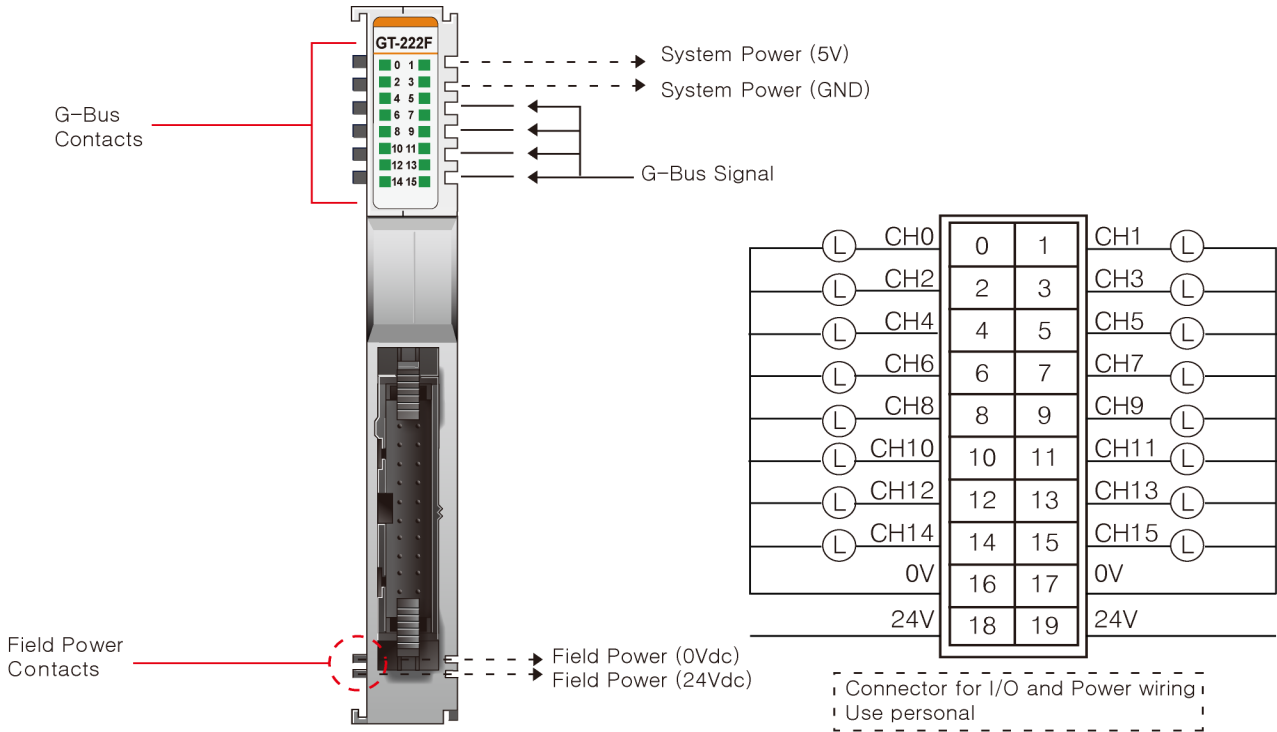 GT-222F
0 1
2 3
4 5
6 7
8 9
10 11
12 13
14 15
G-Bus
Contacts
System Power (5V)
System Power (GND)
G-Bus Signal
Field Power
Contacts
Field Power (0Vdc)
Field Power (24Vdc)
L CH0 0 1 CH1 L
L CH2 2 3 CH3 L
L CH4 4 5 CH5 L
L CH6 6 7 CH7 L
L CH8 8 9 CH9 L
L CH10 10 11 CH11 L
L CH12 12 13 CH13 L
L CH14 14 15 CH15 L
0V 16 17 0V
24V 18 19 24V
Connector for I/O and Power wiring
Use personal